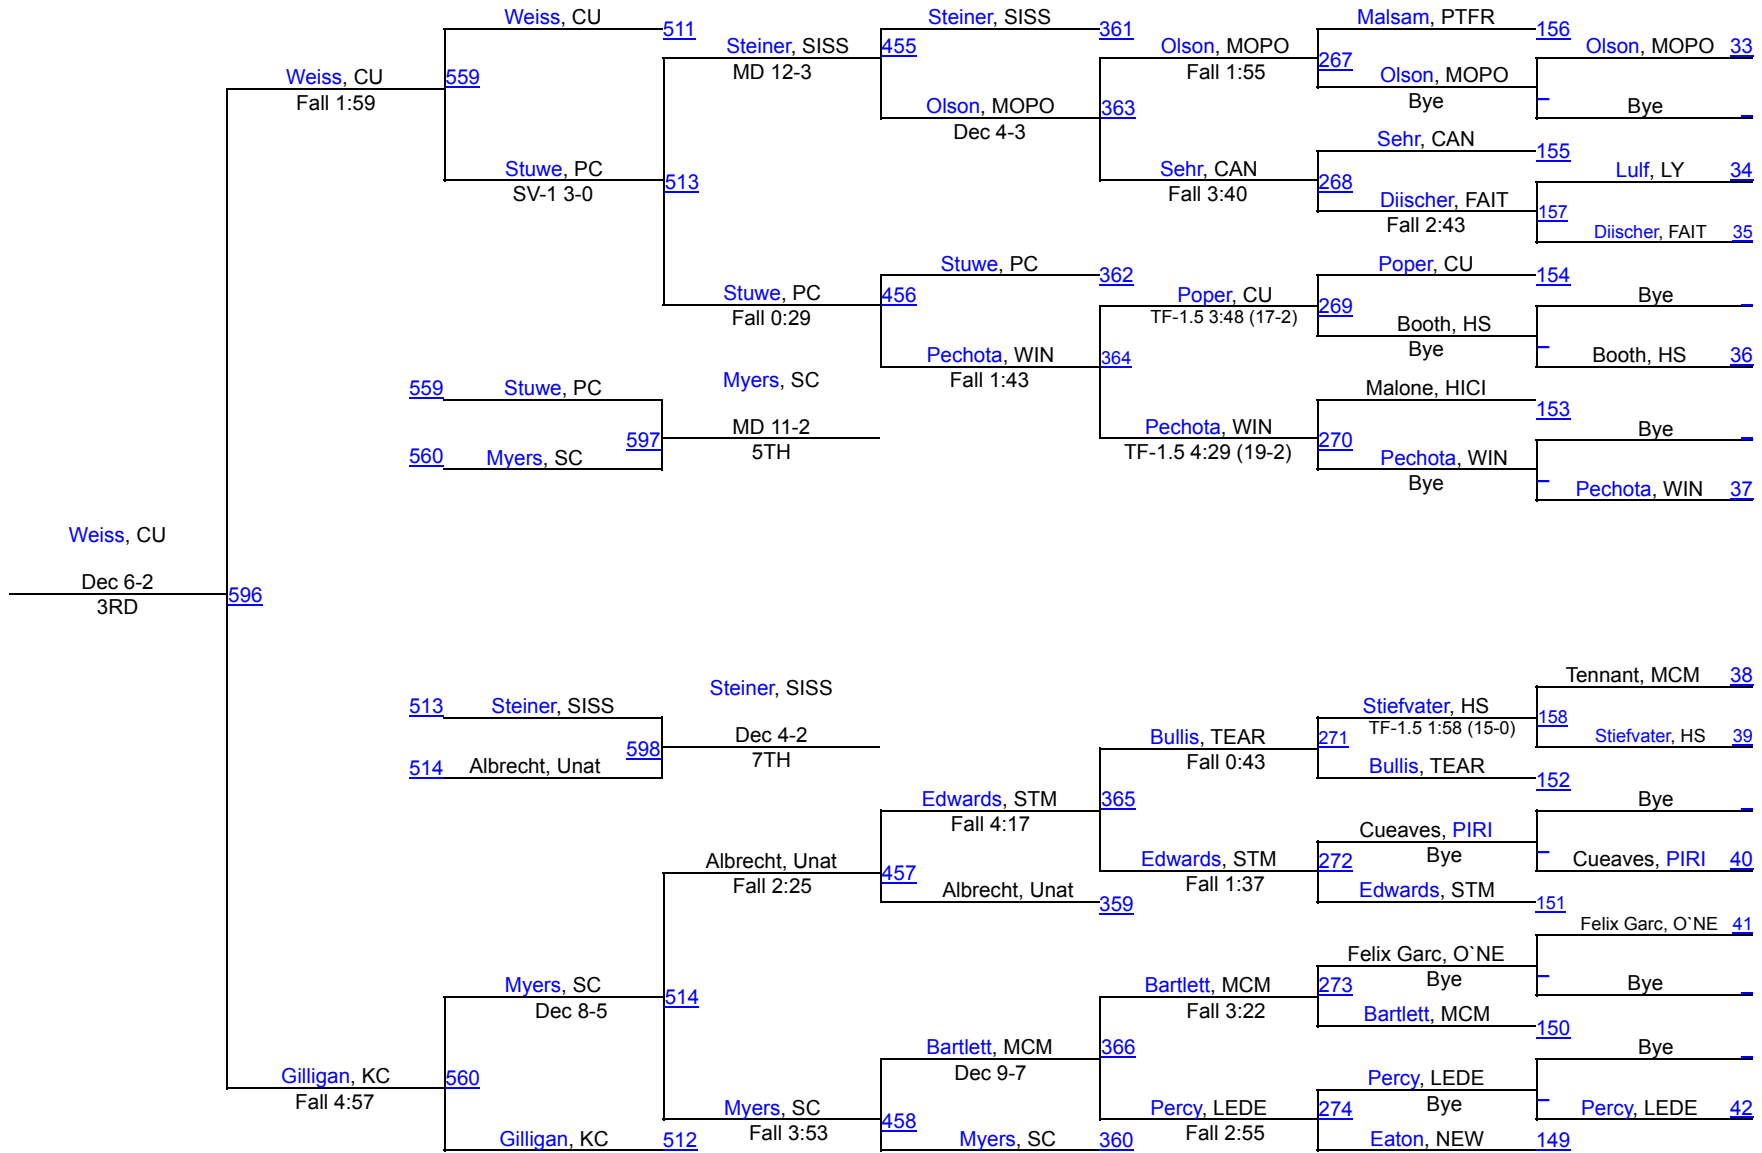 Weiss, CU
511
Steiner, SISS
361
Malsam, PTFR
156
Steiner, SISS
455
MD 12-3
Olson, MOPO
Fall 1:55
267
Olson, MOPO 33
Weiss, CU
559
Fall 1:59
Olson, MOPO
Bye
Bye
Olson, MOPO
363
Dec 4-3
Sehr, CAN
155
Stuwe, PC
513
SV-1 3-0
Sehr, CAN
268
Fall 3:40
Lulf, LY 34
Diischer, FAIT
157
Fall 2:43
Diischer, FAIT 35
Stuwe, PC
362
Poper, CU
154
Stuwe, PC
456
Fall 0:29
Poper, CU
269
TF-1.5 3:48 (17-2)
Bye
Booth, HS
Bye
Pechota, WIN
364
Fall 1:43
Booth, HS 36
559 Stuwe, PC
Myers, SC
Malone, HICI
153
597
MD 11-2
5TH
Pechota, WIN
270
TF-1.5 4:29 (19-2)
Bye
560 Myers, SC
Pechota, WIN
Bye
Pechota, WIN 37
Weiss, CU
Dec 6-2
596
3RD
Tennant, MCM 38
513 Steiner, SISS
Steiner, SISS
Stiefvater, HS
158
TF-1.5 1:58 (15-0)
598
Dec 4-2
7TH
Bullis, TEAR
271
Fall 0:43
Stiefvater, HS 39
514 Albrecht, Unat
Bullis, TEAR
152
Edwards, STM
365
Fall 4:17
Bye
Cueaves, PIRI
Bye
Albrecht, Unat
457
Fall 2:25
Edwards, STM
272
Fall 1:37
Cueaves, PIRI 40
Albrecht, Unat
359
Edwards, STM
151
Felix Garc, O`NE 41
Felix Garc, O`NE
Bye
Myers, SC
514
Dec 8-5
Bartlett, MCM
273
Fall 3:22
Bye
Bartlett, MCM
150
Bartlett, MCM
366
Dec 9-7
Bye
Gilligan, KC
560
Fall 4:57
Percy, LEDE
Bye
Myers, SC
458
Fall 3:53
Percy, LEDE
274
Fall 2:55
Percy, LEDE 42
Gilligan, KC
512
Myers, SC
360
Eaton, NEW
149